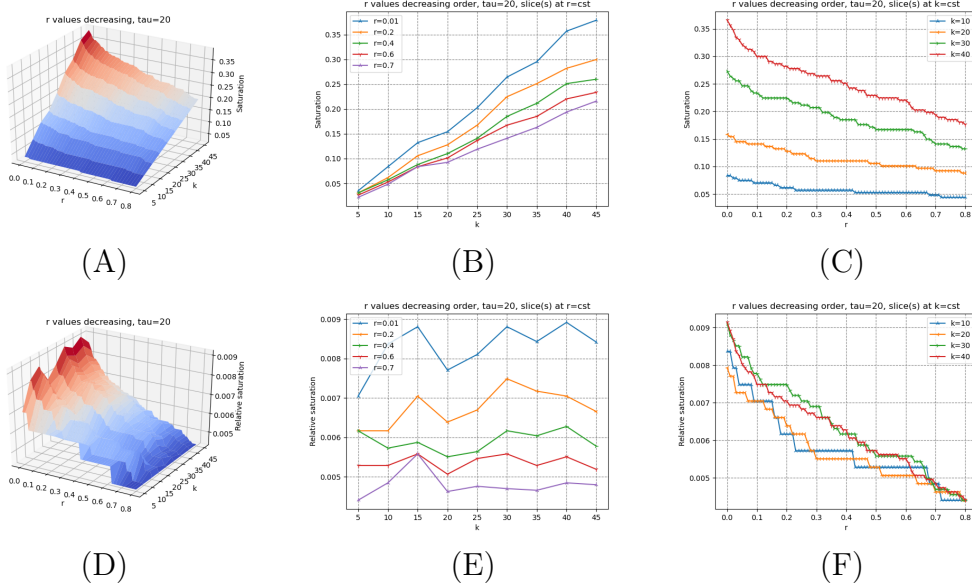 r values decreasing, tau=20
0.35
0.30
0.25
0.20
0.15
0.10
0.05
Saturation
0.0 0.1 0.2 0.3 0.4 0.5 0.6 0.7 0.8
r
5 10 15 20 25 30 35 40 45
k
(A)
r values decreasing order, tau=20, slice(s) at r=cst
r=0.01
r=0.2
r=0.4
r=0.6
r=0.7
Saturation
0.35
0.30
0.25
0.20
0.15
0.10
0.05
5 10 15 20 25 30 35 40 45
k
(B)
r values decreasing order, tau=20, slice(s) at k=cst
k=10
k=20
k=30
k=40
Saturation
0.35
0.30
0.25
0.20
0.15
0.10
0.05
0.0 0.1 0.2 0.3 0.4 0.5 0.6 0.7 0.8
r
(C)
r values decreasing, tau=20
0.009
0.008
0.007
0.006
0.005
Relative saturation
0.0 0.1 0.2 0.3 0.4 0.5 0.6 0.7 0.8
r
5 10 15 20 25 30 35 40 45
k
(D)
r values decreasing order, tau=20, slice(s) at r=cst
r=0.01
r=0.2
r=0.4
r=0.6
r=0.7
Relative saturation
0.009
0.008
0.007
0.006
0.005
5 10 15 20 25 30 35 40 45
k
(E)
r values decreasing order, tau=20, slice(s) at k=cst
k=10
k=20
k=30
k=40
Relative saturation
0.009
0.008
0.007
0.006
0.005
0.0 0.1 0.2 0.3 0.4 0.5 0.6 0.7 0.8
r
(F)